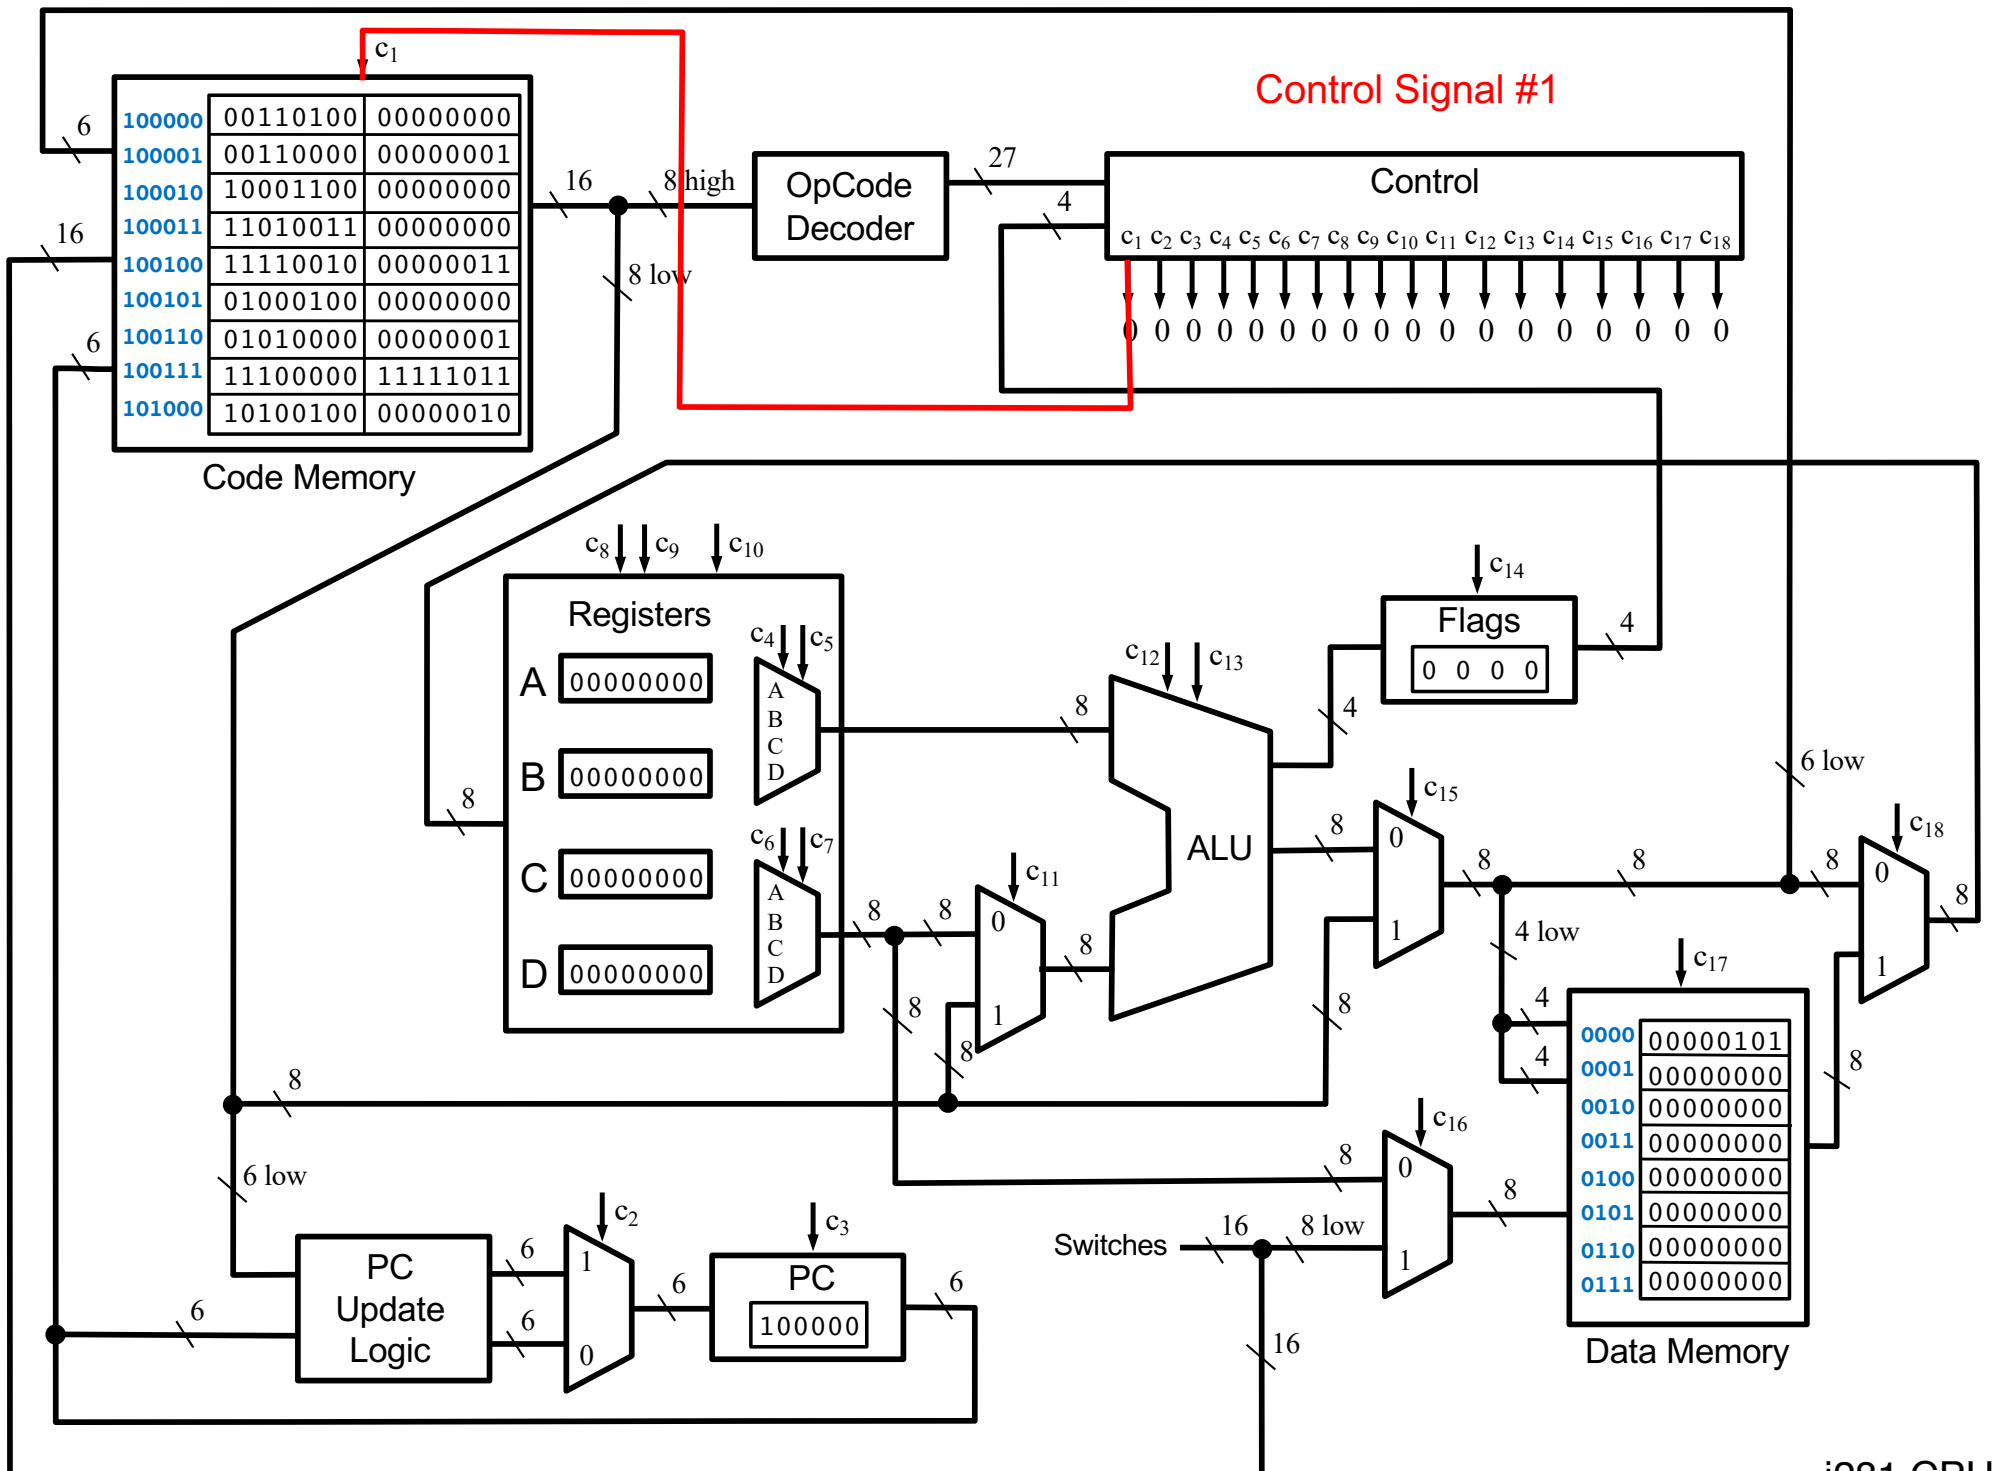 Control Signal #1
c1
100000 00110100 00000000
100001 00110000 00000001
100010 10001100 00000000
100011 11010011 00000000
100100 11110010 00000011
100101 01000100 00000000
100110 01010000 00000001
100111 11100000 11111011
101000 10100100 00000010
Code Memory
6
16
6
16
8 high
8 low
OpCode
Decoder
27
4
Control
c1 c2 c3 c4 c5 c6 c7 c8 c9 c10 c11 c12 c13 c14 c15 c16 c17 c18
0 0 0 0 0 0 0 0 0 0 0 0 0 0 0 0 0 0
c8 c9 c10
Registers
A 00000000
B 00000000
C 00000000
D 00000000
8
c4 c5
A
B
C
D
c6 c7
A
B
C
D
8
8
8
8
c11
0
1
8
8
c12 c13
ALU
c14
Flags
0 0 0 0
4
4
8
c15
0
1
8
8
8
8
6 low
4 low
4
4
c18
0
1
8
8
c17
0000 00000101
0001 00000000
0010 00000000
0011 00000000
0100 00000000
0101 00000000
0110 00000000
0111 00000000
Data Memory
8
6 low
6
PC
Update
Logic
6
6
c2
1
0
6
c3
PC
100000
6
Switches
16
8 low
16
8
c16
0
1
8